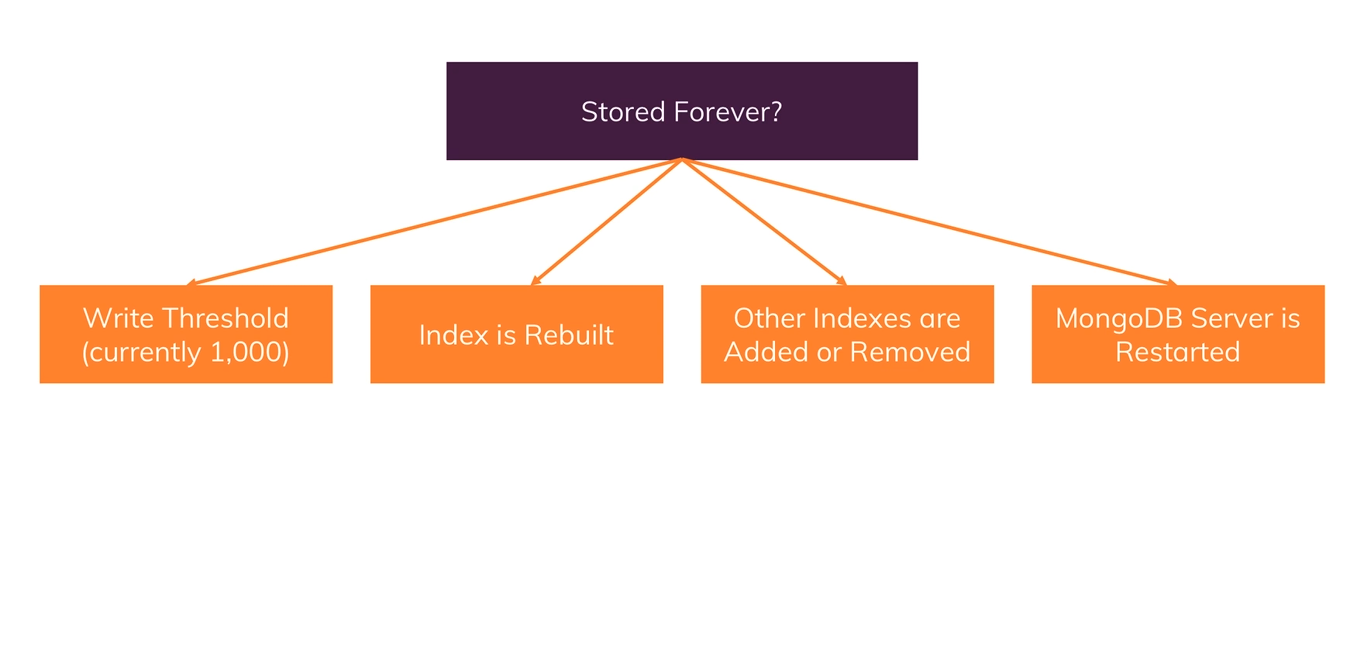 Stored Forever?
Write Threshold
(currently 1,000)
Index is Rebuilt
Other Indexes are
Added or Removed
MongoDB Server is
Restarted